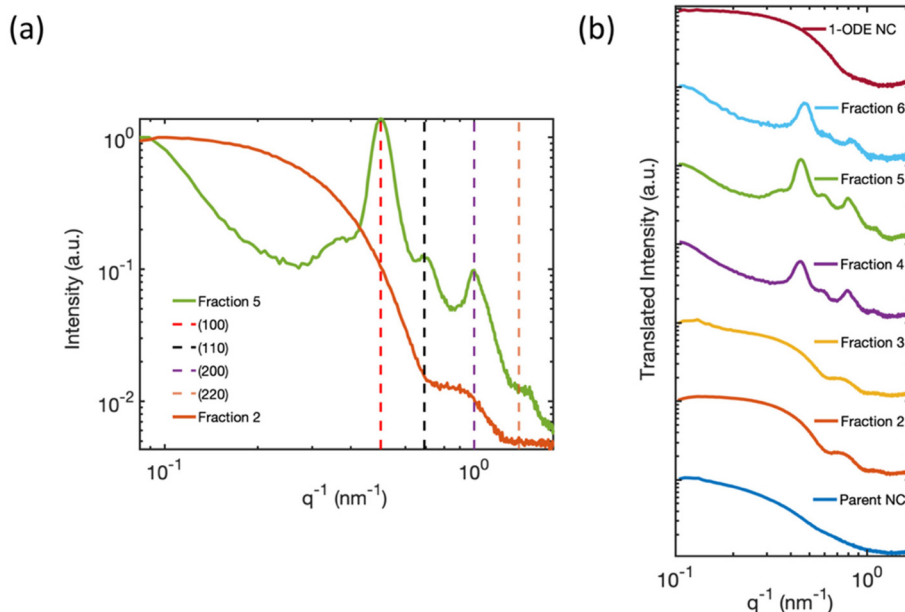 (a)
Intensity (a.u.)
10⁰
10⁻¹
10⁻²
Fraction 5
(100)
(110)
(200)
(220)
Fraction 2
10⁻¹
10⁰
q⁻¹ (nm⁻¹)
(b)
Translated Intensity (a.u.)
1-ODE NC
Fraction 6
Fraction 5
Fraction 4
Fraction 3
Fraction 2
Parent NC
10⁻¹
10⁰
q⁻¹ (nm⁻¹)